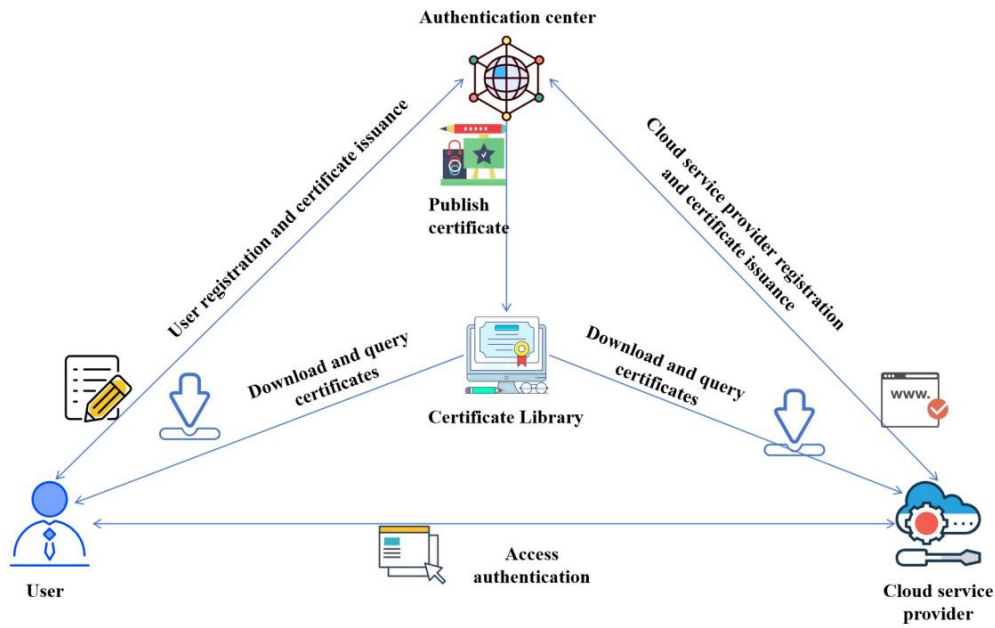 Authentication center
User registration and certificate issuance
Cloud service provider registration
and certificate issuance
Publish
certificate
Download and query
certificates
Download and query
certificates
www.
Certificate Library
Access
authentication
User
Cloud service
provider